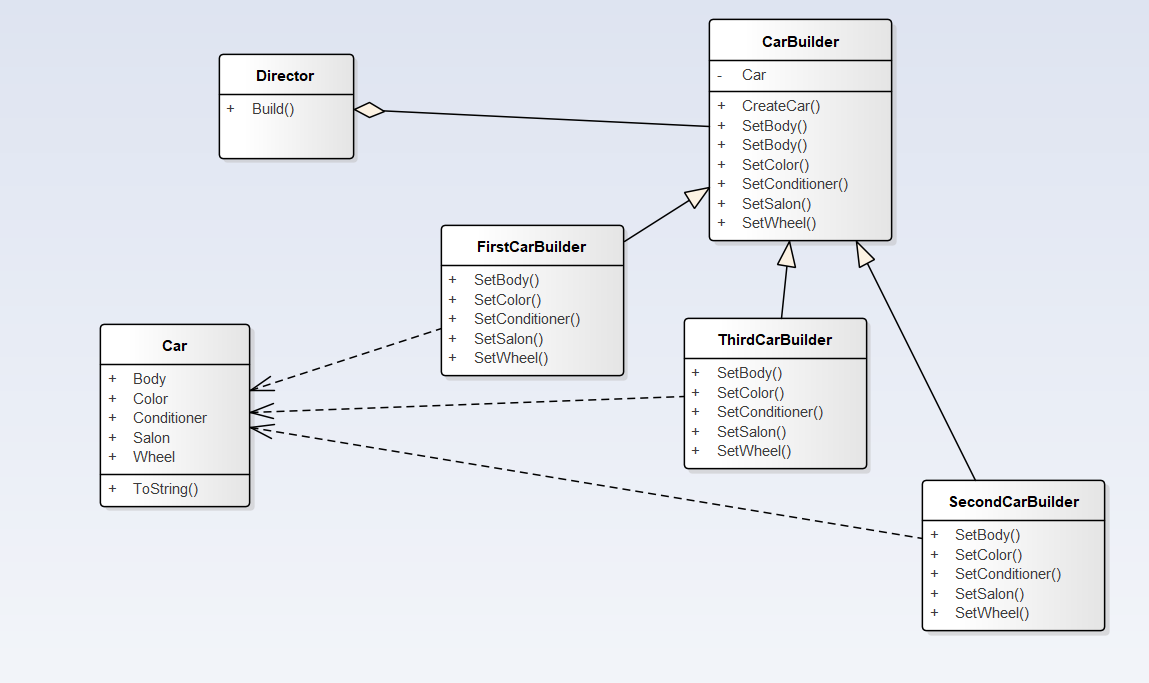 Director
+ Build()
CarBuilder
- Car
+ CreateCar()
+ SetBody()
+ SetBody()
+ SetColor()
+ SetConditioner()
+ SetSalon()
+ SetWheel()
FirstCarBuilder
+ SetBody()
+ SetColor()
+ SetConditioner()
+ SetSalon()
+ SetWheel()
Car
+ Body
+ Color
+ Conditioner
+ Salon
+ Wheel
+ ToString()
ThirdCarBuilder
+ SetBody()
+ SetColor()
+ SetConditioner()
+ SetSalon()
+ SetWheel()
SecondCarBuilder
+ SetBody()
+ SetColor()
+ SetConditioner()
+ SetSalon()
+ SetWheel()